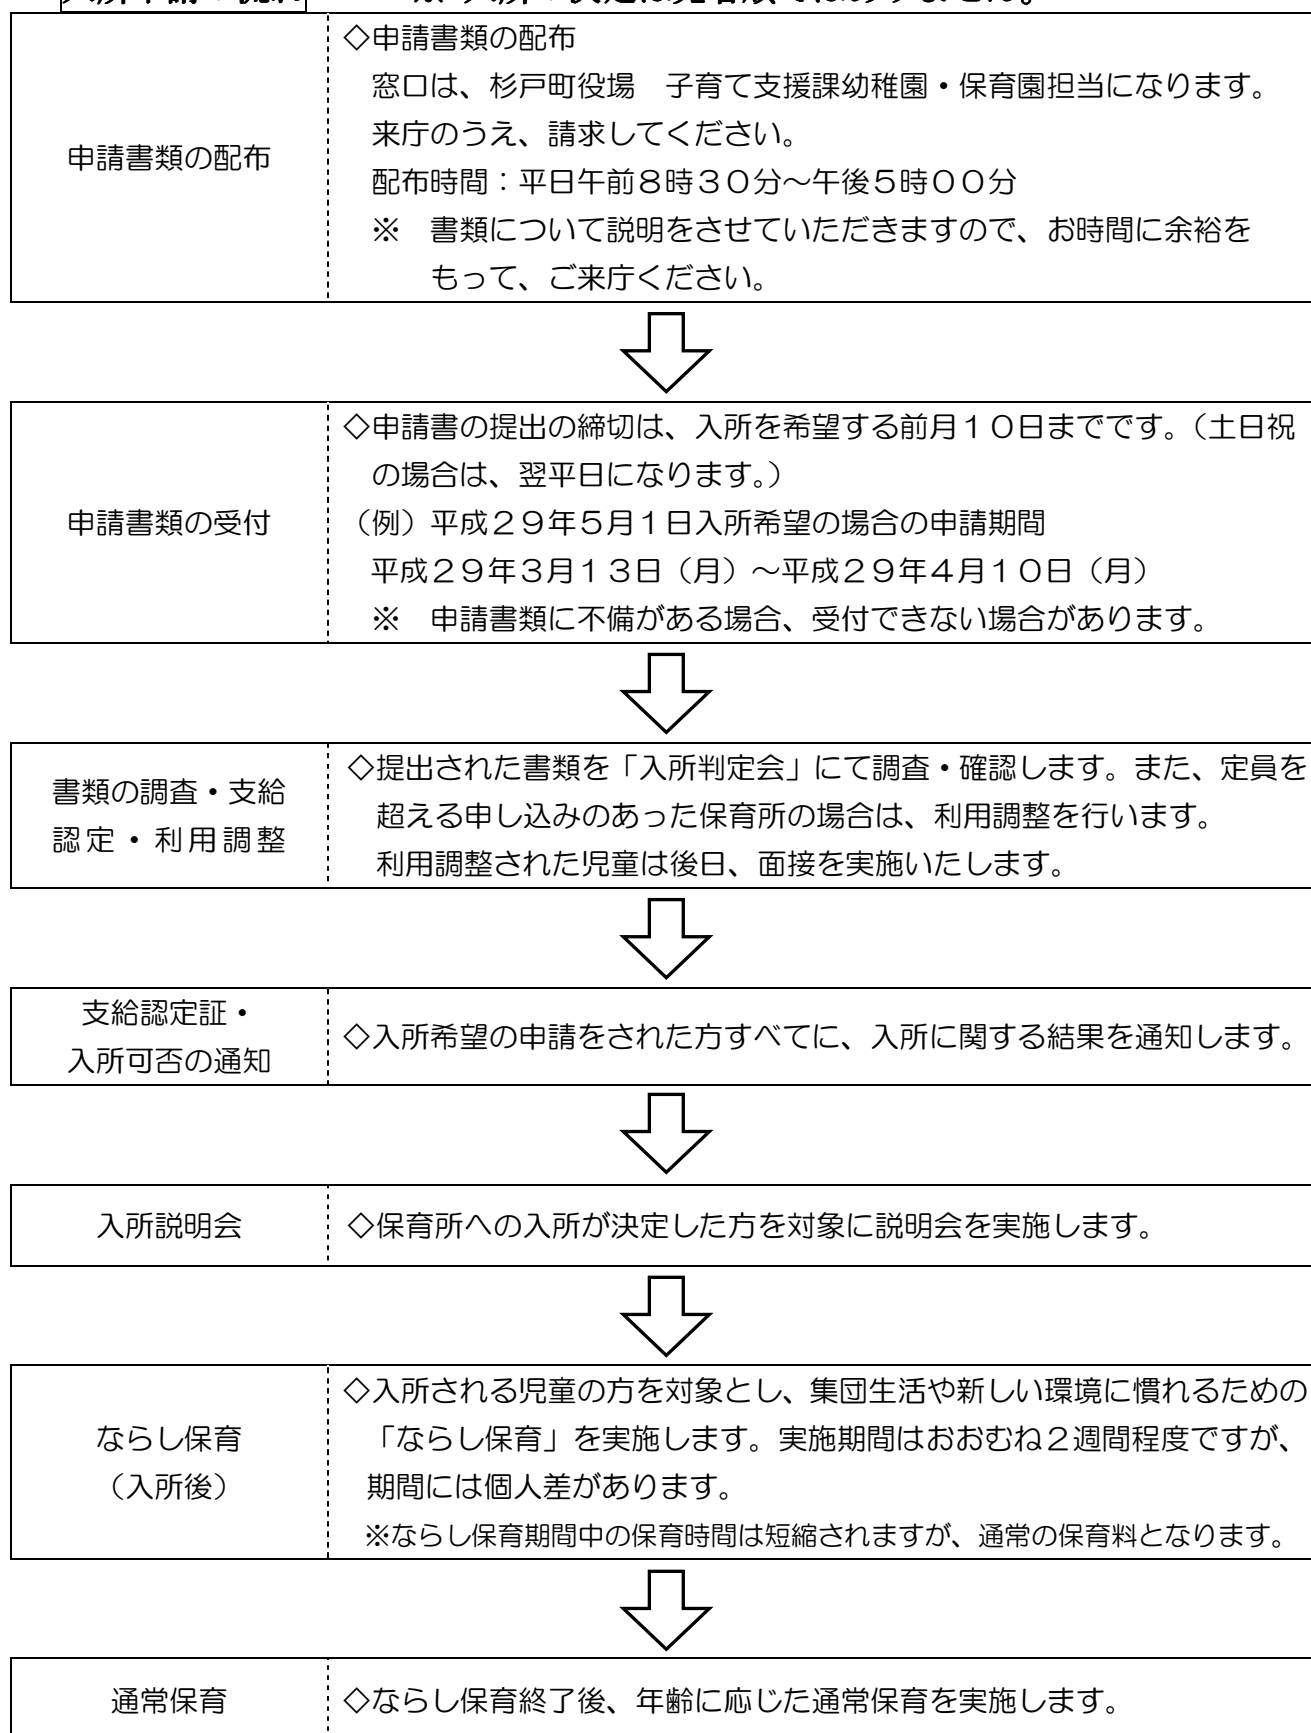 申請書類の配布
◇申請書類の配布
窓口は、杉戸町役場　子育て支援課幼稚園・保育園担当になります。
来庁のうえ、請求してください。
配布時間：平日午前８時３０分～午後５時００分
※　書類について説明をさせていただきますので、お時間に余裕を
もって、ご来庁ください。
申請書類の受付
◇申請書の提出の締切は、入所を希望する前月１０日までです。（土日祝
の場合は、翌平日になります。）
（例）平成２９年５月１日入所希望の場合の申請期間
平成２９年３月１３日（月）～平成２９年４月１０日（月）
※　申請書類に不備がある場合、受付できない場合があります。
書類の調査・支給
認定・利用調整
◇提出された書類を「入所判定会」にて調査・確認します。また、定員を
超える申し込みのあった保育所の場合は、利用調整を行います。
利用調整された児童は後日、面接を実施いたします。
支給認定証・
入所可否の通知
◇入所希望の申請をされた方すべてに、入所に関する結果を通知します。
入所説明会
◇保育所への入所が決定した方を対象に説明会を実施します。
ならし保育
（入所後）
◇入所される児童の方を対象とし、集団生活や新しい環境に慣れるための
「ならし保育」を実施します。実施期間はおおむね２週間程度ですが、
期間には個人差があります。
※ならし保育期間中の保育時間は短縮されますが、通常の保育料となります。
通常保育
◇ならし保育終了後、年齢に応じた通常保育を実施します。